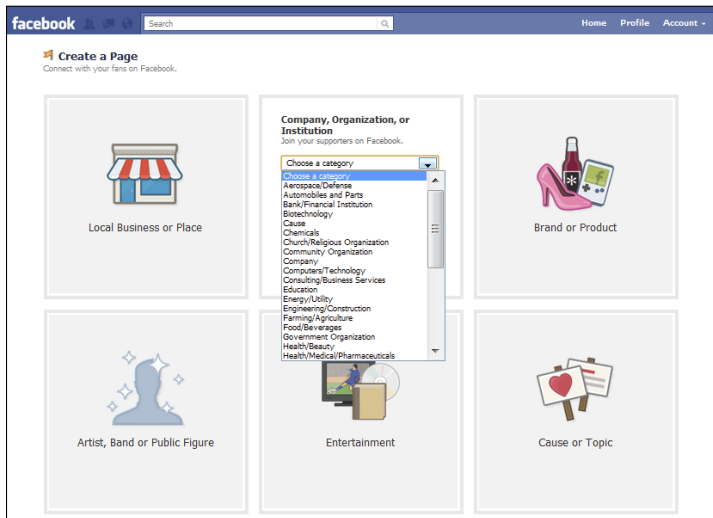 facebook Search Home Profile Account
Create a Page
Connect with your fans on Facebook.
Local Business or Place
Company, Organization, or
Institution
Join your supporters on Facebook.
Choose a category
Choose a category
Aerospace/Defense
Automobiles and Parts
Bank/Financial Institution
Biotechnology
Cause
Chemicals
Church/Religious Organization
Community Organization
Company
Computers/Technology
Consulting/Business Services
Education
Energy/Utility
Engineering/Construction
Farming/Agriculture
Food/Beverages
Government Organization
Health/Beauty
Health/Medical/Pharmaceuticals
Brand or Product
Artist, Band or Public Figure
Entertainment
Cause or Topic